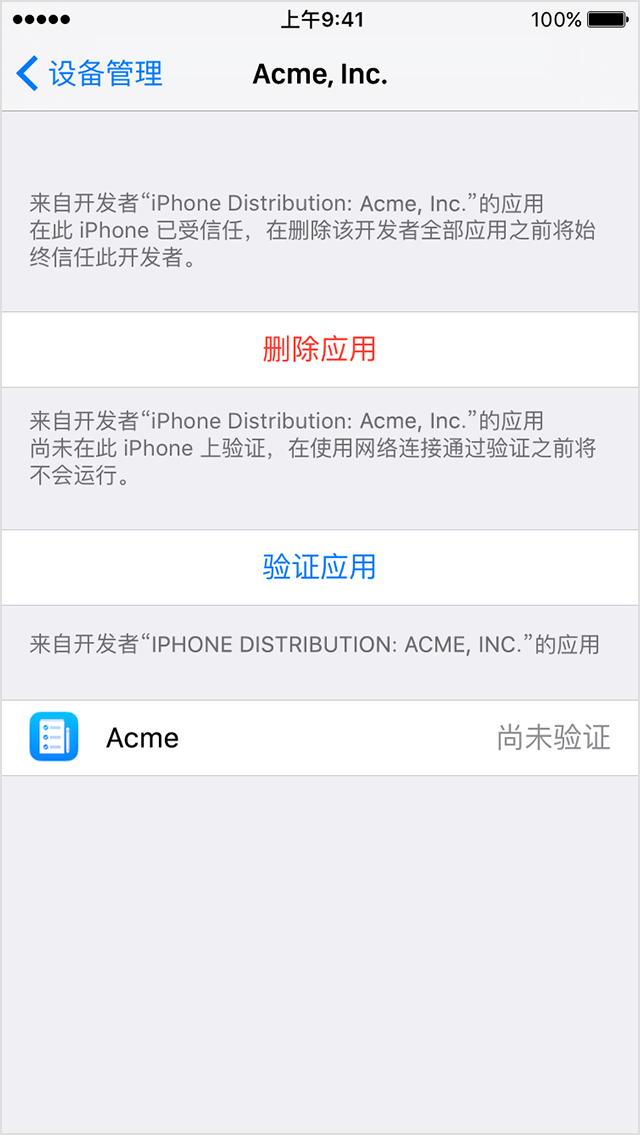 上午9:41
100%
设备管理
Acme, Inc.
来自开发者“iPhone Distribution: Acme, Inc.”的应用
在此 iPhone 已受信任，在删除该开发者全部应用之前将始
终信任此开发者。
删除应用
来自开发者“iPhone Distribution: Acme, Inc.”的应用
尚未在此 iPhone 上验证，在使用网络连接通过验证之前将
不会运行。
验证应用
来自开发者“IPHONE DISTRIBUTION: ACME, INC.”的应用
Acme
尚未验证